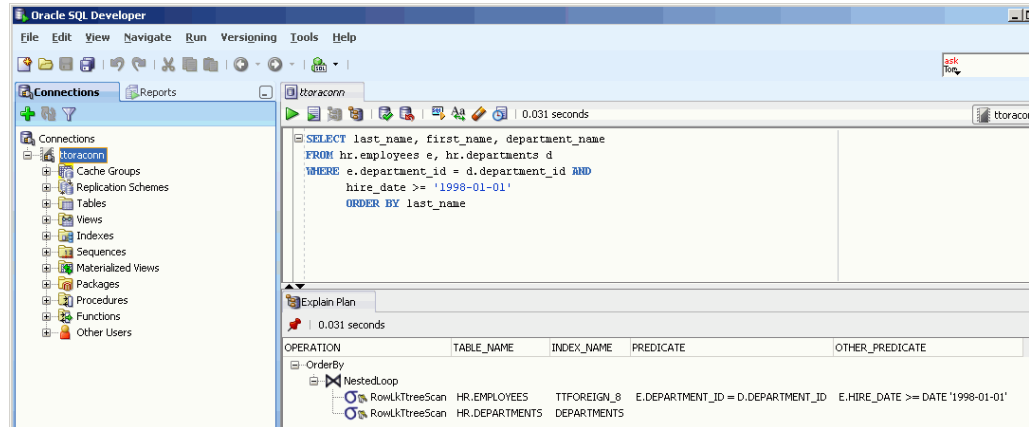 Oracle SQL Developer
File Edit View Navigate Run Versioning Tools Help
ask
Tom
Connections Reports
ttoraconn
0.031 seconds
ttoracon
Connections
ttoraconn
Cache Groups
Replication Schemes
Tables
Views
Indexes
Sequences
Materialized Views
Packages
Procedures
Functions
Other Users
SELECT last_name, first_name, department_name
FROM hr.employees e, hr.departments d
WHERE e.department_id = d.department_id AND
hire_date >= '1998-01-01'
ORDER BY last_name
Explain Plan
0.031 seconds
OPERATION TABLE_NAME INDEX_NAME PREDICATE OTHER_PREDICATE
OrderBy
NestedLoop
RowLkTtreeScan HR.EMPLOYEES TTFOREIGN_8 E.DEPARTMENT_ID = D.DEPARTMENT_ID E.HIRE_DATE >= DATE '1998-01-01'
RowLkTtreeScan HR.DEPARTMENTS DEPARTMENTS